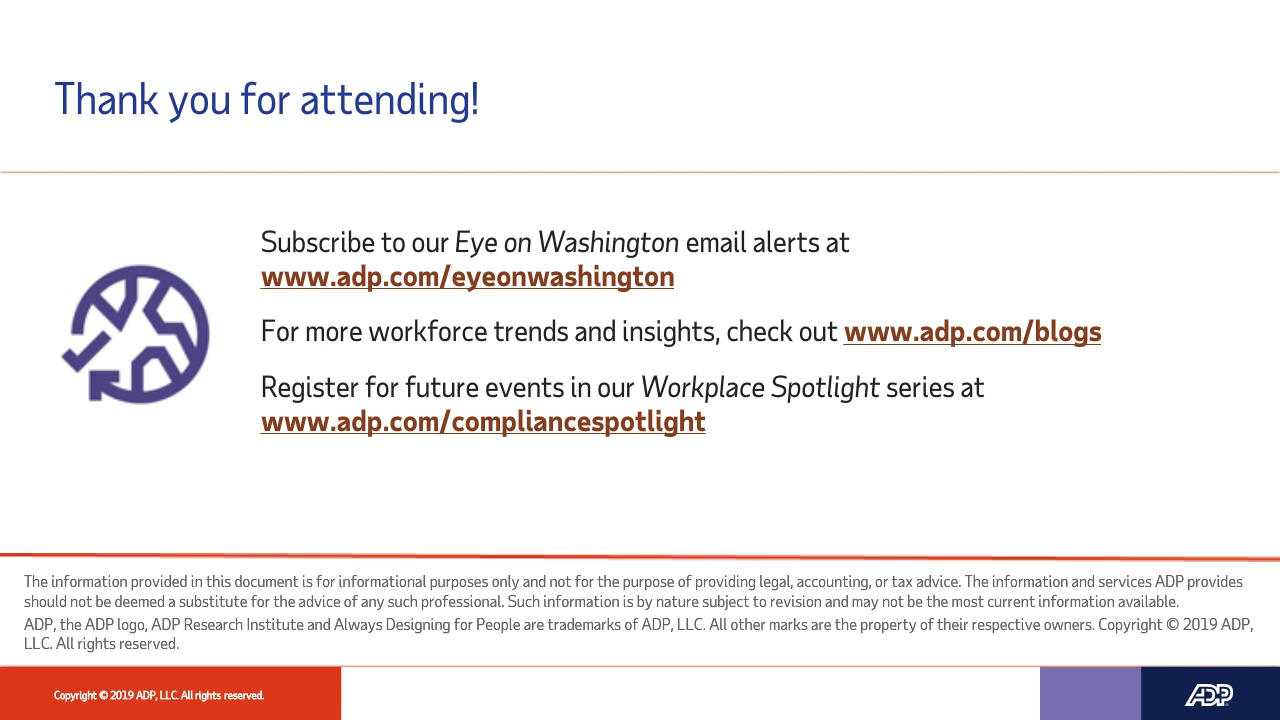 Thank you for attending!
Subscribe to our Eye on Washington email alerts at
www.adp.com/eyeonwashington
For more workforce trends and insights, check out www.adp.com/blogs
Register for future events in our Workplace Spotlight series at
www.adp.com/compliancespotlight
The information provided in this document is for informational purposes only and not for the purpose of providing legal, accounting, or tax advice. The information and services ADP provides
should not be deemed a substitute for the advice of any such professional. Such information is by nature subject to revision and may not be the most current information available.
ADP, the ADP logo, ADP Research Institute and Always Designing for People are trademarks of ADP, LLC. All other marks are the property of their respective owners. Copyright © 2019 ADP,
LLC. All rights reserved.
Copyright © 2019 ADP, LLC. All rights reserved.
ADP